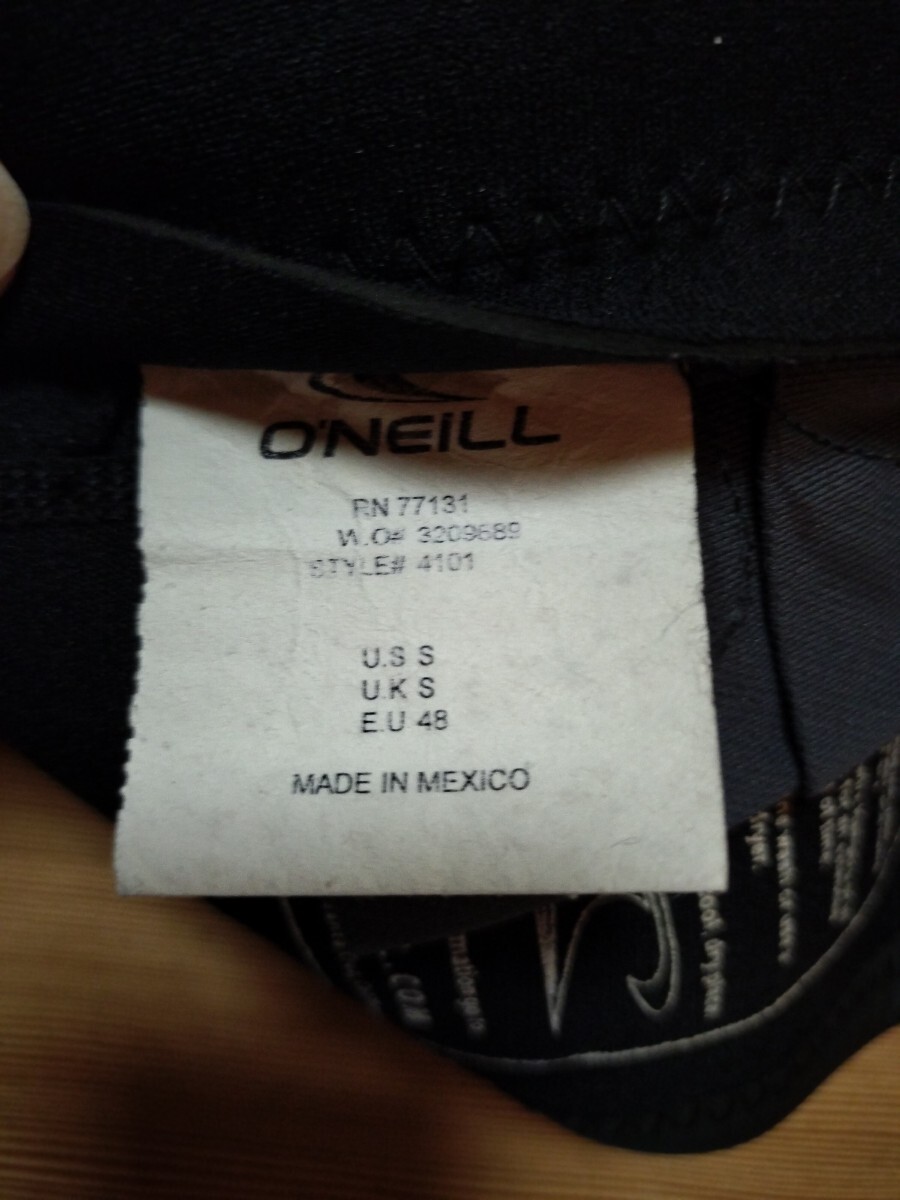 O'NEILL
RN 77131
W.O# 3209689
STYLE# 4101
U.S S
U.K S
E.U 48
MADE IN MEXICO